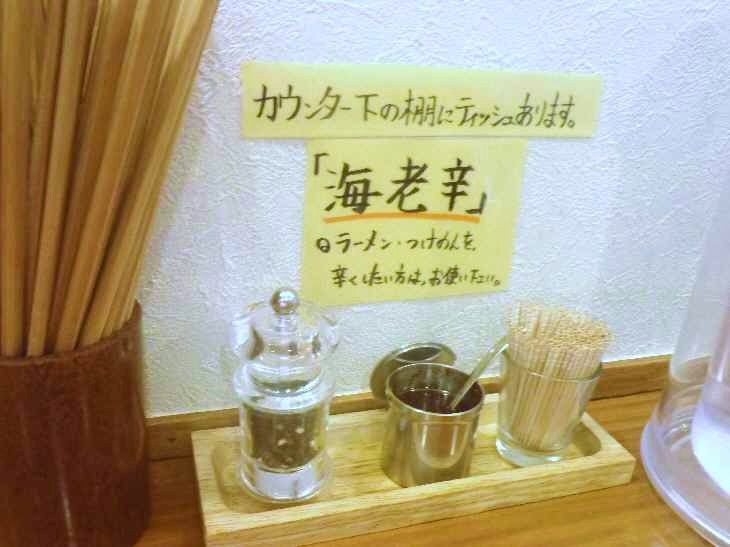 カウンター下の棚にティッシュあります。
「海老辛」
ラーメン・つけめんを、
辛くしたい方は、お使い下さい。